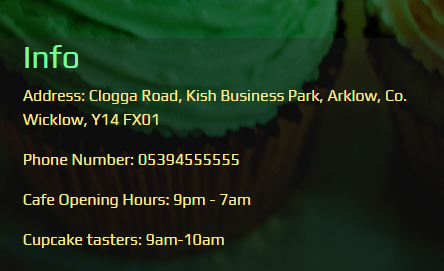 Info
Address: Clogga Road, Kish Business Park, Arklow, Co.
Wicklow, Y14 FX01
Phone Number: 05394555555
Cafe Opening Hours: 9pm - 7am
Cupcake tasters: 9am-10am